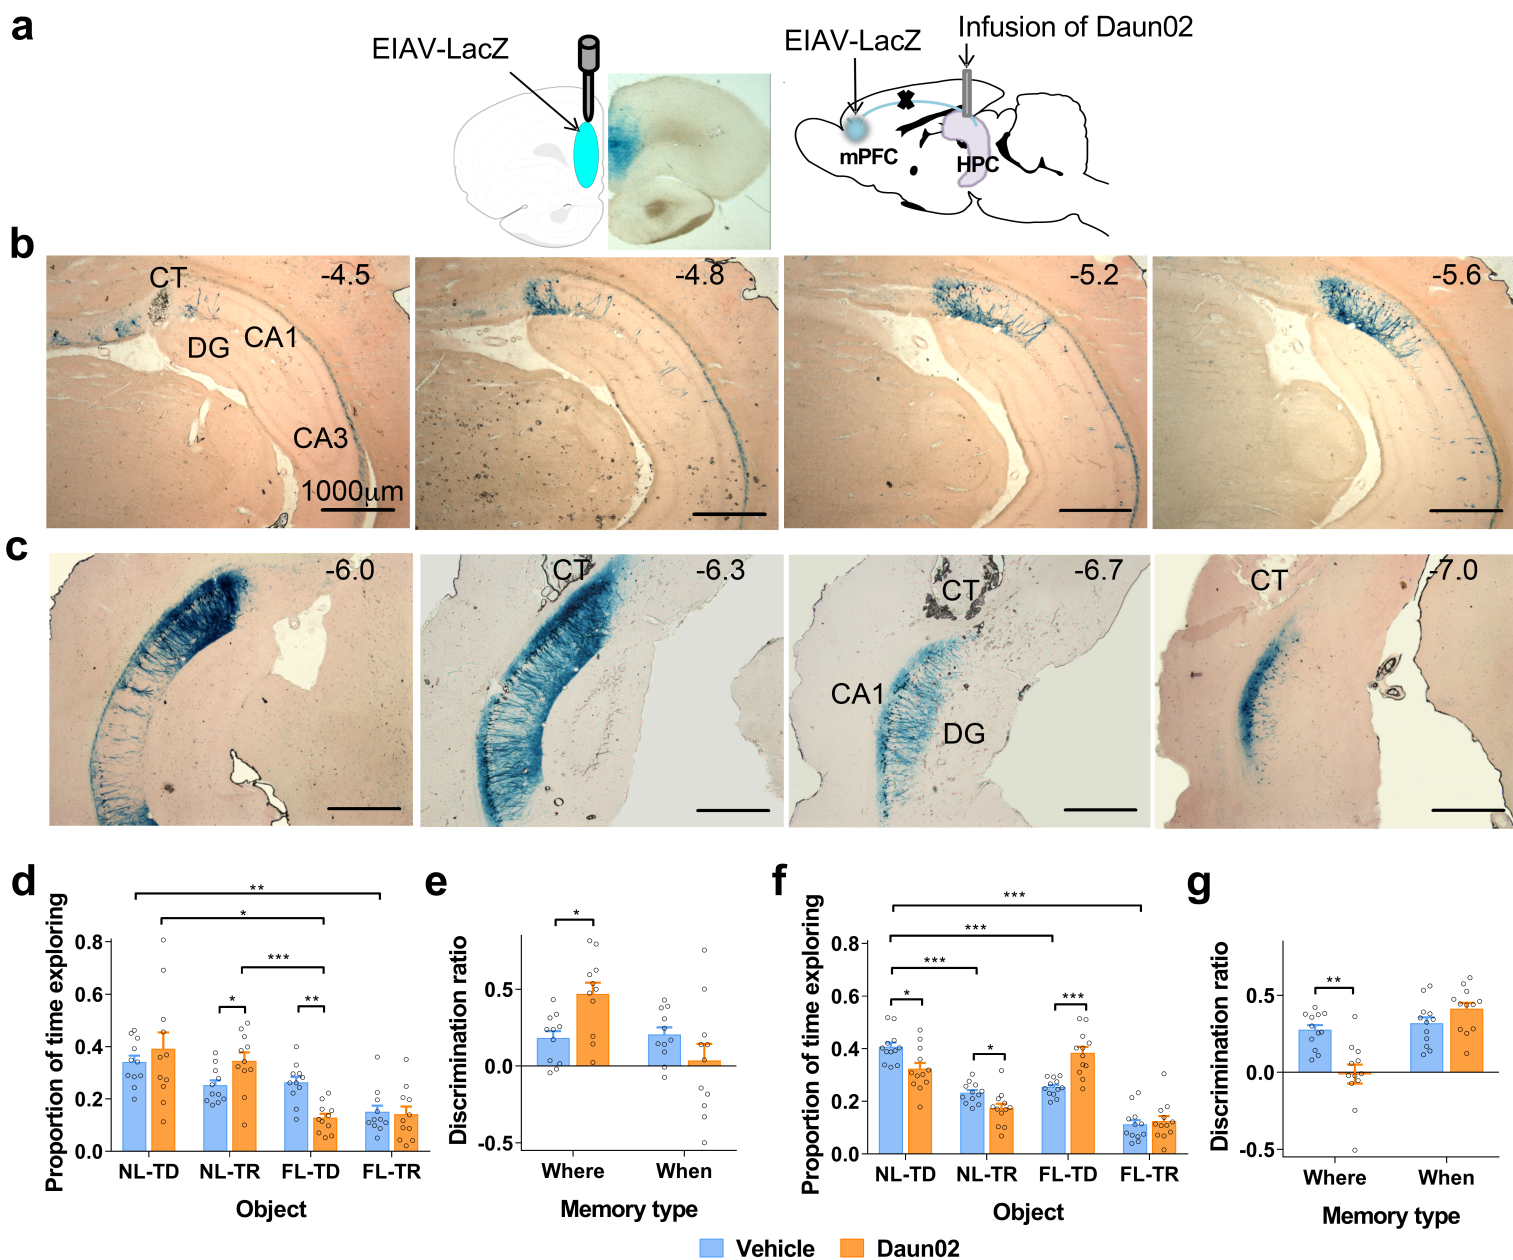 a
EIAV-LacZ
EIAV-LacZ
Infusion of Daun02
mPFC
HPC
b
CT
-4.5
DG
CA1
CA3
1000µm
-4.8
-5.2
-5.6
c
-6.0
CT
-6.3
CT
-6.7
CA1
DG
CT
-7.0
d
Proportion of time exploring
0.8
0.6
0.4
0.2
0.0
**
*
***
*
**
NL-TD
NL-TR
FL-TD
FL-TR
Object
e
Discrimination ratio
0.5
0.0
-0.5
*
Where
When
Memory type
f
Proportion of time exploring
0.8
0.6
0.4
0.2
0.0
***
***
***
*
*
***
NL-TD
NL-TR
FL-TD
FL-TR
Object
g
Discrimination ratio
0.5
0.0
-0.5
**
Where
When
Memory type
Vehicle
Daun02